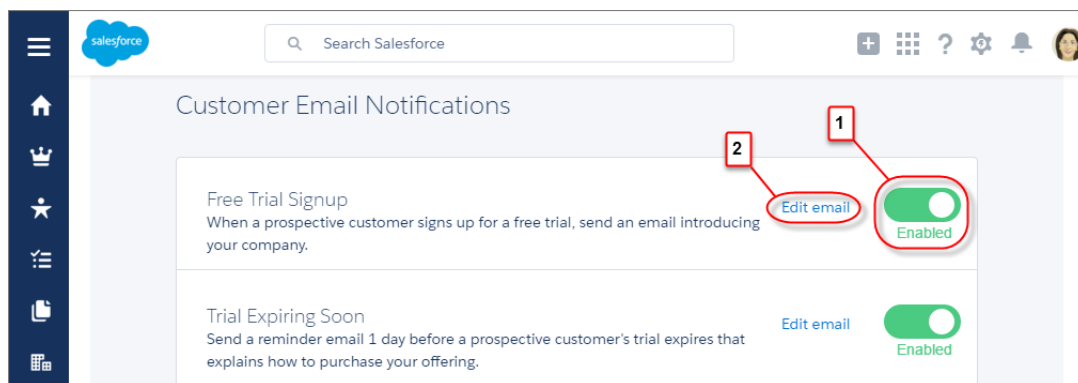 salesforce
Search Salesforce
Customer Email Notifications
1
2
Free Trial Signup
When a prospective customer signs up for a free trial, send an email introducing
your company.
Edit email
Enabled
Trial Expiring Soon
Send a reminder email 1 day before a prospective customer's trial expires that
explains how to purchase your offering.
Edit email
Enabled